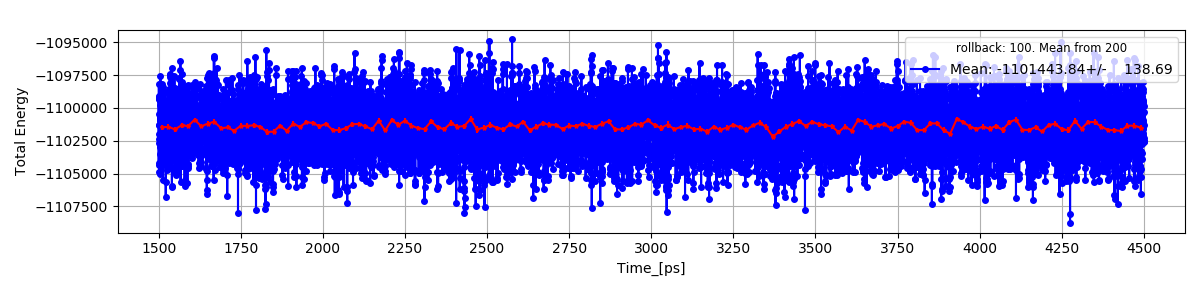 rollback: 100. Mean from 200
Mean: -1101443.84+/- 138.69
−1095000
−1097500
−1100000
−1102500
−1105000
−1107500
Total Energy
1500 1750 2000 2250 2500 2750 3000 3250 3500 3750 4000 4250 4500
Time_[ps]